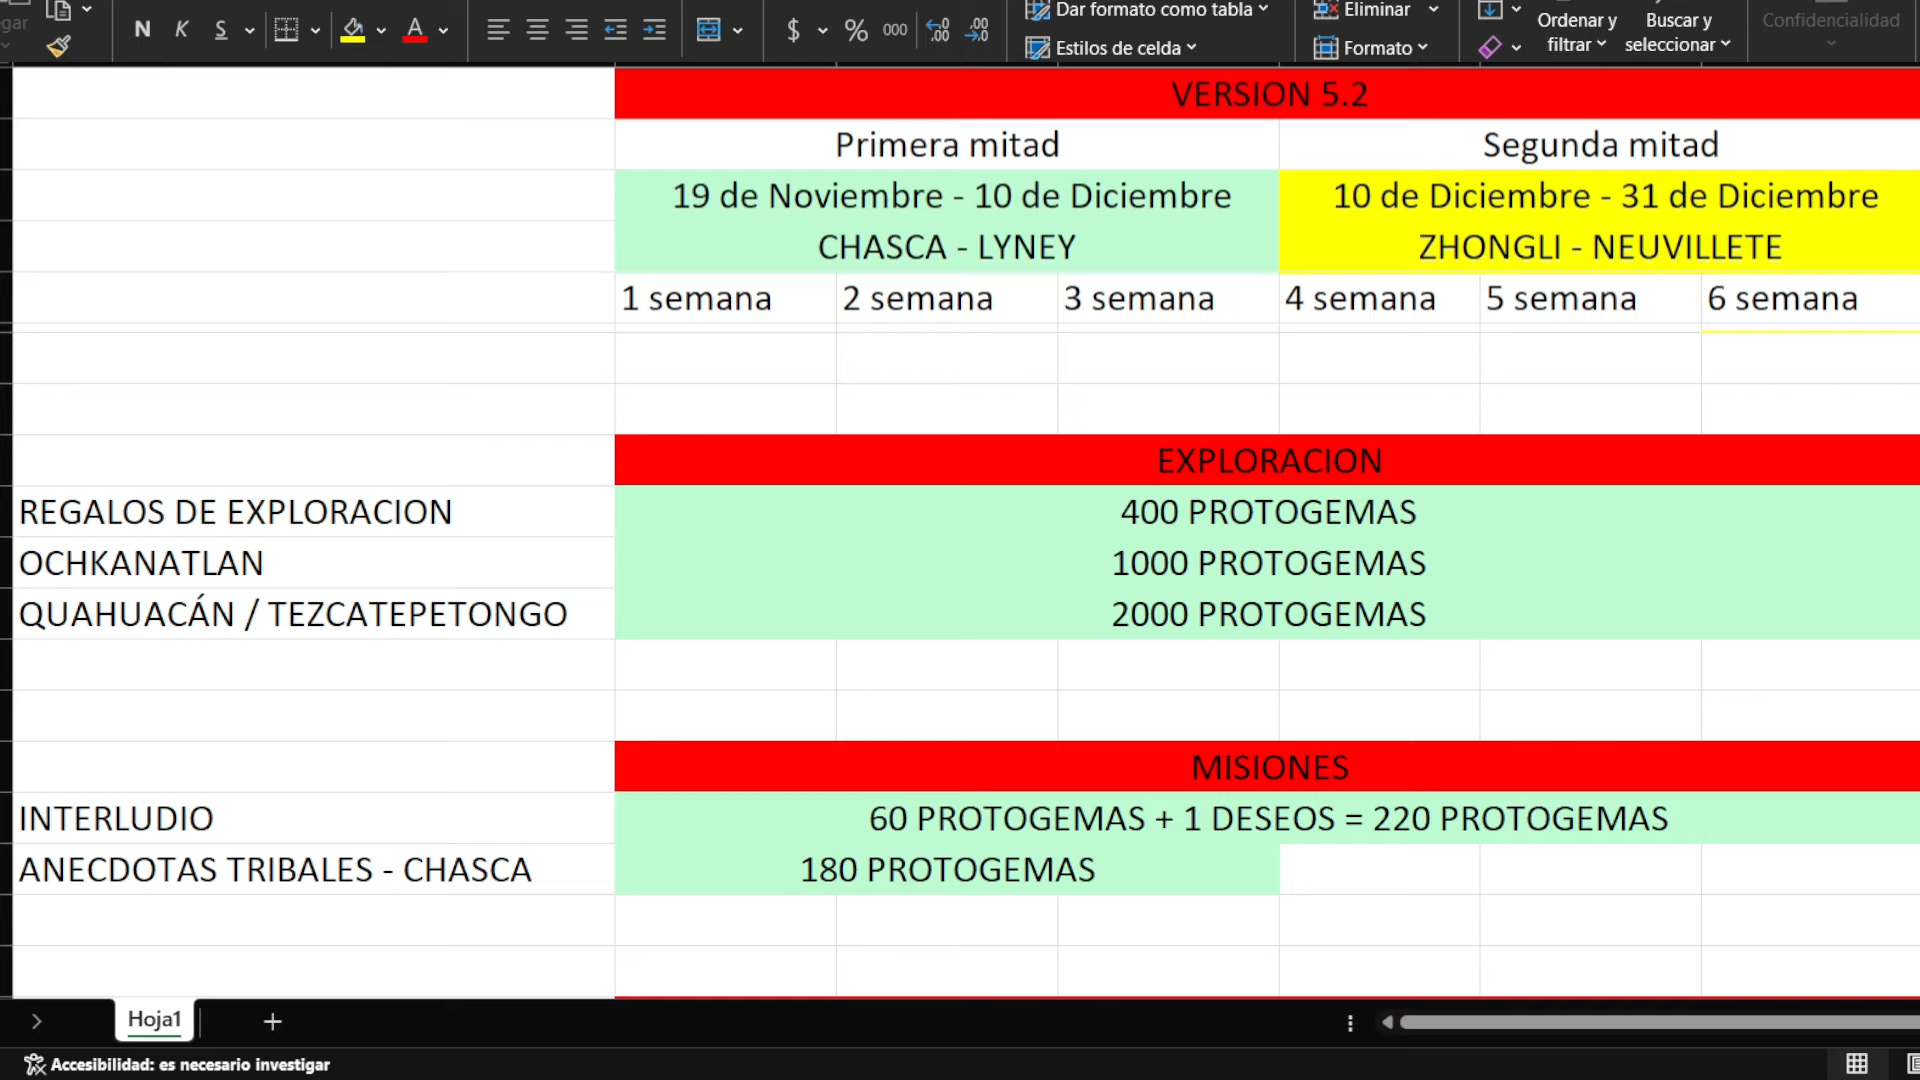 Dar formato como tabla
Eliminar
N K S A $ % 000
Estilos de celda
Formato
Ordenar y filtrar
Buscar y seleccionar
Confidencialidad
VERSION 5.2
Primera mitad Segunda mitad
19 de Noviembre - 10 de Diciembre 10 de Diciembre - 31 de Diciembre
CHASCA - LYNEY ZHONGLI - NEUVILLETE
1 semana 2 semana 3 semana 4 semana 5 semana 6 semana
EXPLORACION
REGALOS DE EXPLORACION 400 PROTOGEMAS
OCHKANATLAN 1000 PROTOGEMAS
QUAHUACÁN / TEZCATEPETONGO 2000 PROTOGEMAS
MISIONES
INTERLUDIO 60 PROTOGEMAS + 1 DESEOS = 220 PROTOGEMAS
ANECDOTAS TRIBALES - CHASCA 180 PROTOGEMAS
Hoja1
Accesibilidad: es necesario investigar